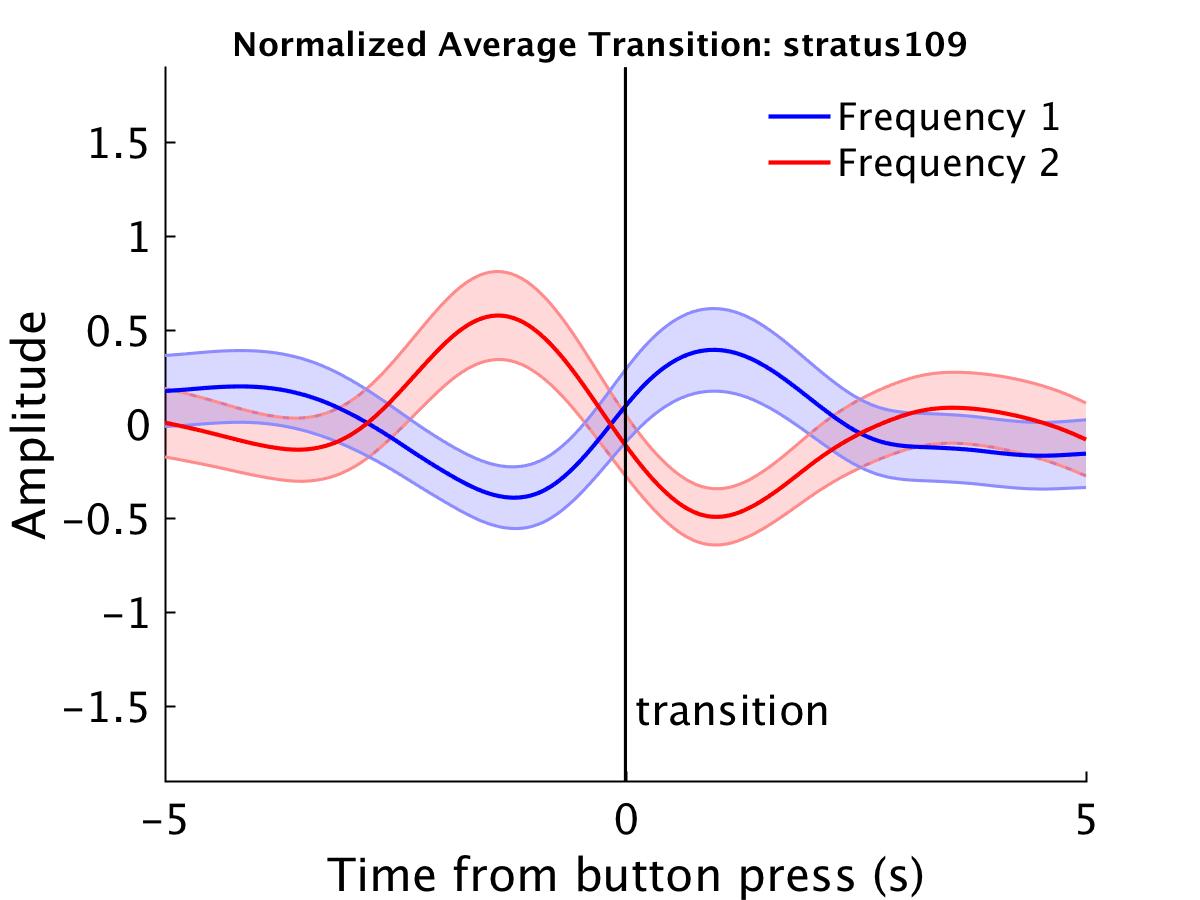 Normalized Average Transition: stratus109
Frequency 1
Frequency 2
1.5
1
0.5
0
−0.5
−1
−1.5
Amplitude
transition
−5
0
5
Time from button press (s)